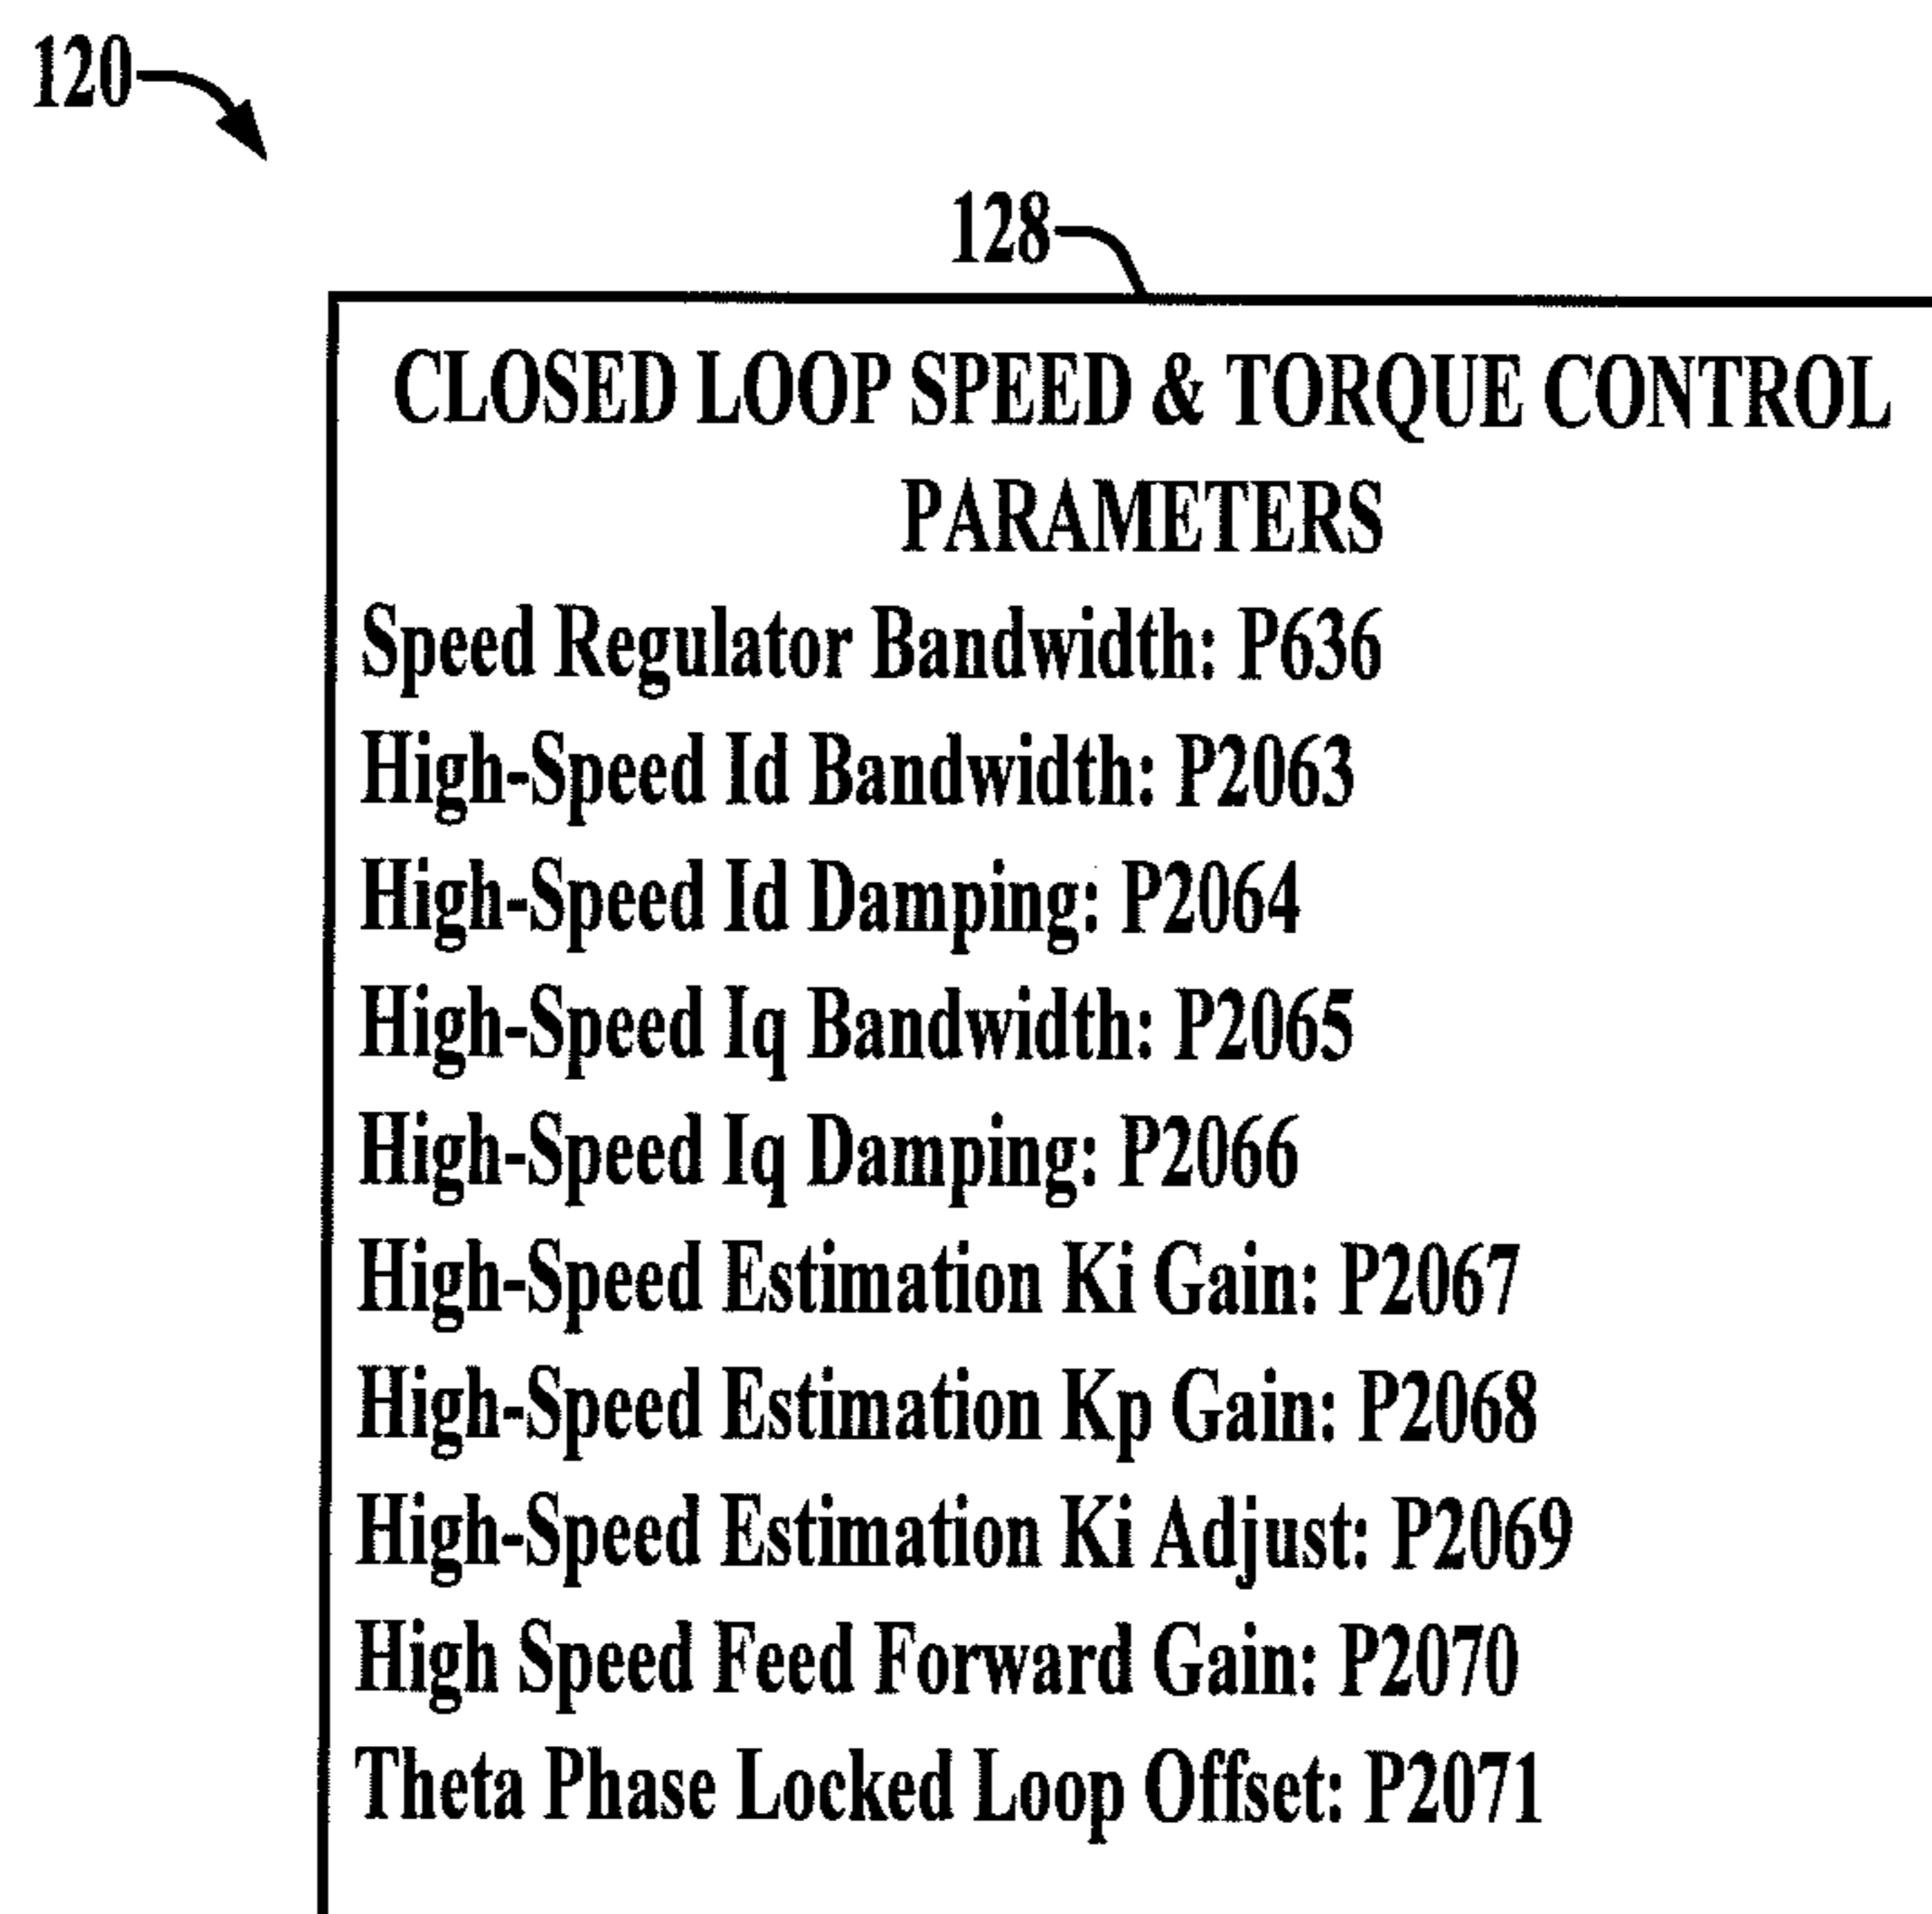 120
128
CLOSED LOOP SPEED & TORQUE CONTROL
PARAMETERS
Speed Regulator Bandwidth: P636
High-Speed Id Bandwidth: P2063
High-Speed Id Damping: P2064
High-Speed Iq Bandwidth: P2065
High-Speed Iq Damping: P2066
High-Speed Estimation Ki Gain: P2067
High-Speed Estimation Kp Gain: P2068
High-Speed Estimation Ki Adjust: P2069
High Speed Feed Forward Gain: P2070
Theta Phase Locked Loop Offset: P2071